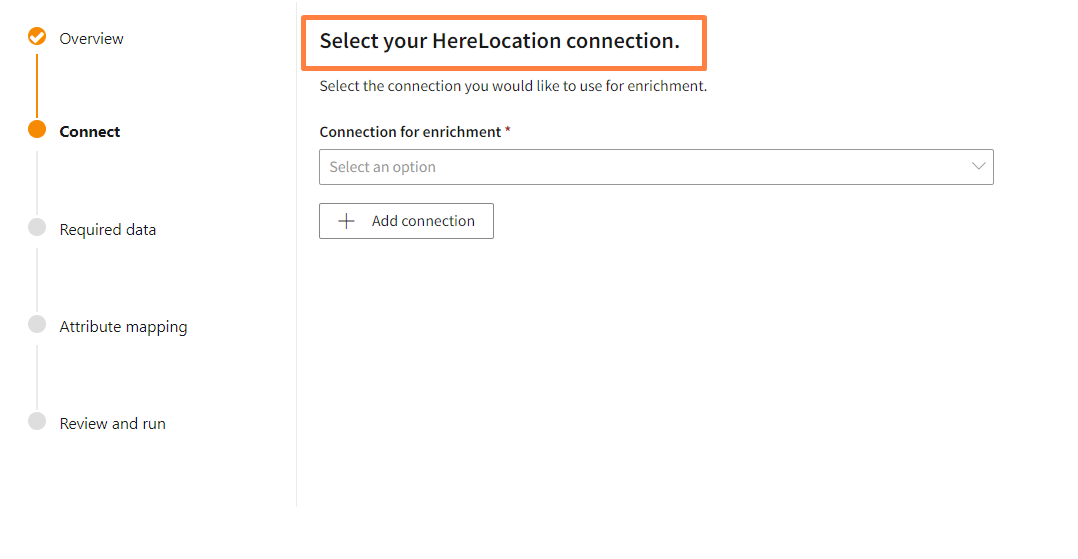 Overview
Connect
Required data
Attribute mapping
Review and run
Select your HereLocation connection.
Select the connection you would like to use for enrichment.
Connection for enrichment *
Select an option
Add connection